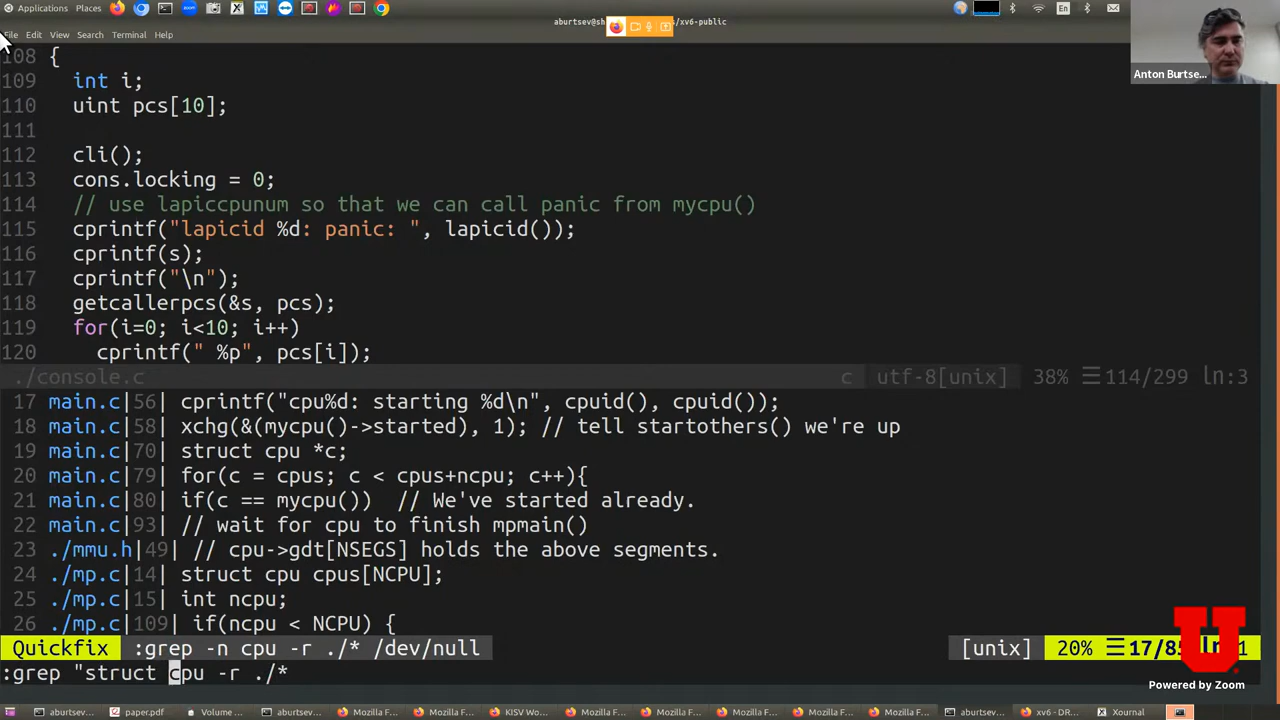 Applications Places
En
aburtsev@sh
s/xv6-public
File Edit View Search Terminal Help
Anton Burtse...
108 {
109 int i;
110 uint pcs[10];
111
112 cli();
113 cons.locking = 0;
114 // use lapiccpunum so that we can call panic from mycpu()
115 cprintf("lapicid %d: panic: ", lapicid());
116 cprintf(s);
117 cprintf("\n");
118 getcallerpcs(&s, pcs);
119 for(i=0; i<10; i++)
120 cprintf(" %p", pcs[i]);
./console.c c utf-8[unix] 38% ☰114/299 ln:3
17 main.c|56| cprintf("cpu%d: starting %d\n", cpuid(), cpuid());
18 main.c|58| xchg(&(mycpu()->started), 1); // tell startothers() we're up
19 main.c|70| struct cpu *c;
20 main.c|79| for(c = cpus; c < cpus+ncpu; c++){
21 main.c|80| if(c == mycpu()) // We've started already.
22 main.c|93| // wait for cpu to finish mpmain()
23 ./mmu.h|49| // cpu->gdt[NSEGS] holds the above segments.
24 ./mp.c|14| struct cpu cpus[NCPU];
25 ./mp.c|15| int ncpu;
26 ./mp.c|109| if(ncpu < NCPU) {
Quickfix :grep -n cpu -r ./* /dev/null [unix] 20% ☰17/85 1
:grep "struct cpu -r ./*
U
Powered by Zoom
aburtsev@... paper.pdf Volume ... aburtsev... Mozilla F... Mozilla F... KISV Wo... Mozilla F... Mozilla F... Mozilla F... Mozilla F... Mozilla F... aburtsev... xv6 - DR... Xournal